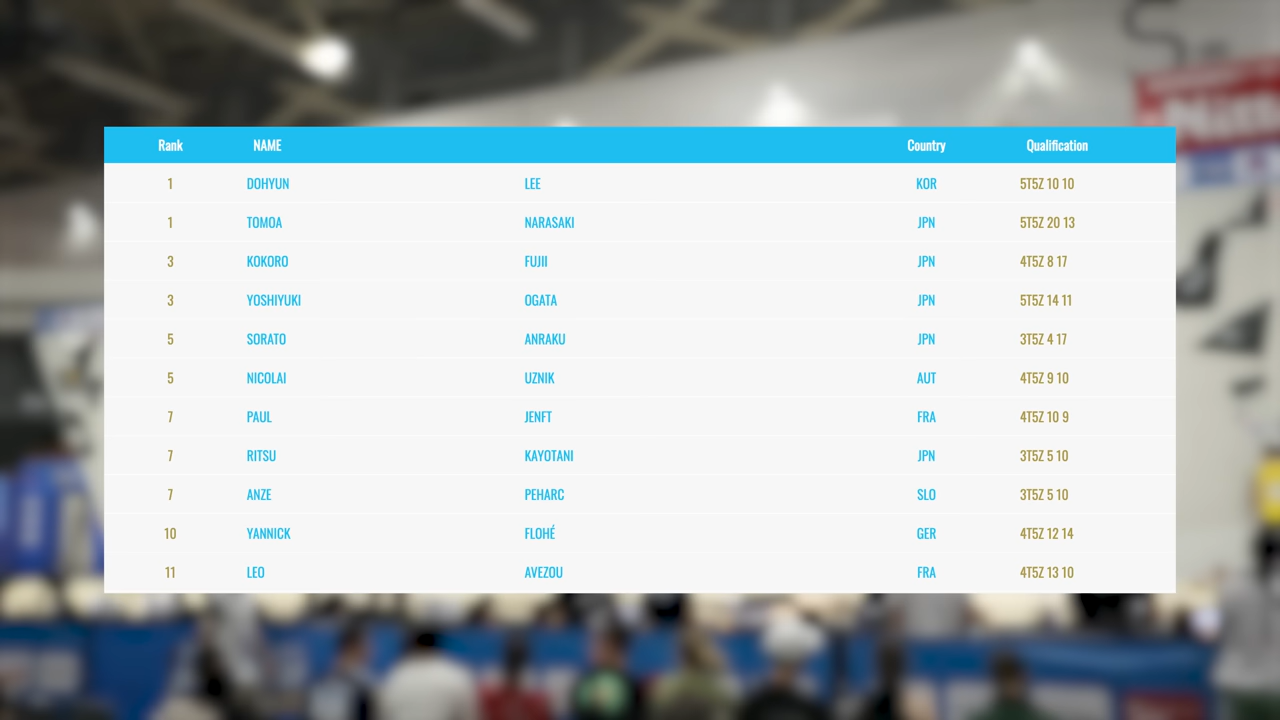 Rank NAME Country Qualification
1 DOHYUN LEE KOR 5T5Z 10 10
1 TOMOA NARASAKI JPN 5T5Z 20 13
3 KOKORO FUJII JPN 4T5Z 8 17
3 YOSHIYUKI OGATA JPN 5T5Z 14 11
5 SORATO ANRAKU JPN 3T5Z 4 17
5 NICOLAI UZNIK AUT 4T5Z 9 10
7 PAUL JENFT FRA 4T5Z 10 9
7 RITSU KAYOTANI JPN 3T5Z 5 10
7 ANZE PEHARC SLO 3T5Z 5 10
10 YANNICK FLOHÉ GER 4T5Z 12 14
11 LEO AVEZOU FRA 4T5Z 13 10